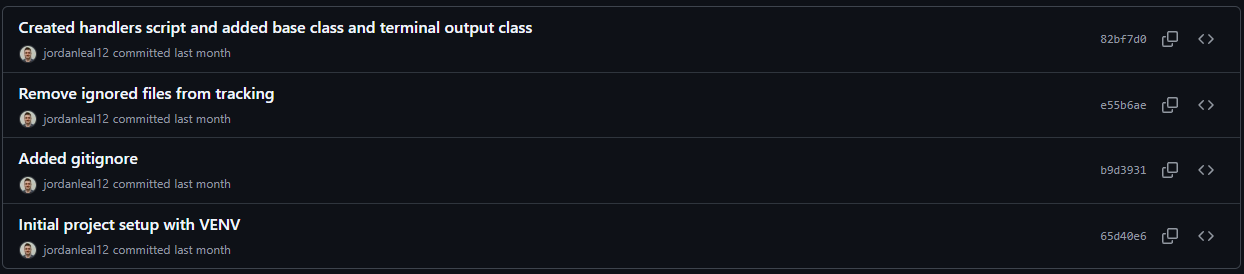 Created handlers script and added base class and terminal output class
82bf7d0
jordanleal12 committed last month
Remove ignored files from tracking
e55b6ae
jordanleal12 committed last month
Added gitignore
b9d3931
jordanleal12 committed last month
Initial project setup with VENV
65d40e6
jordanleal12 committed last month